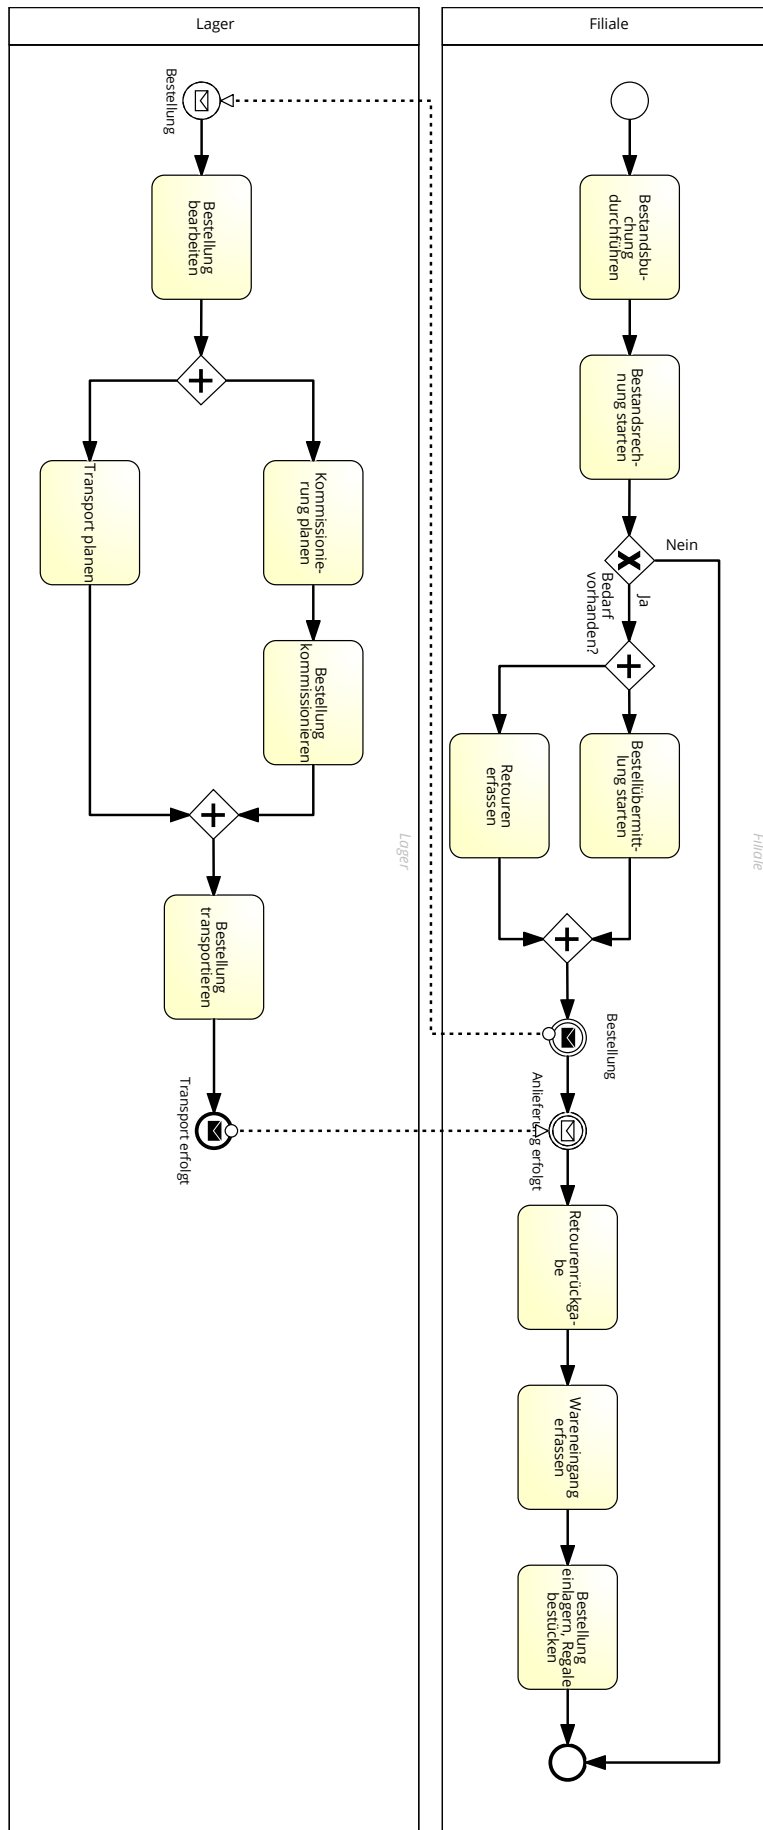 Lager
Filiale
Bestellung
Bestellung
bearbeiten
Transport planen
Kommissionie-
rung planen
Bestellung
kommissionieren
Bestellung
transportieren
Transport erfolgt
Lager
Bestandsbu-
chung
durchführen
Bestandsrech-
nung starten
Nein
Ja
Bedarf
vorhanden?
Retouren
erfassen
Bestellübermitt-
lung starten
Bestellung
Anlieferung erfolgt
Retourenrückga-
be
Wareneingang
erfassen
Bestellung
einlagern, Regale
bestücken
Filiale